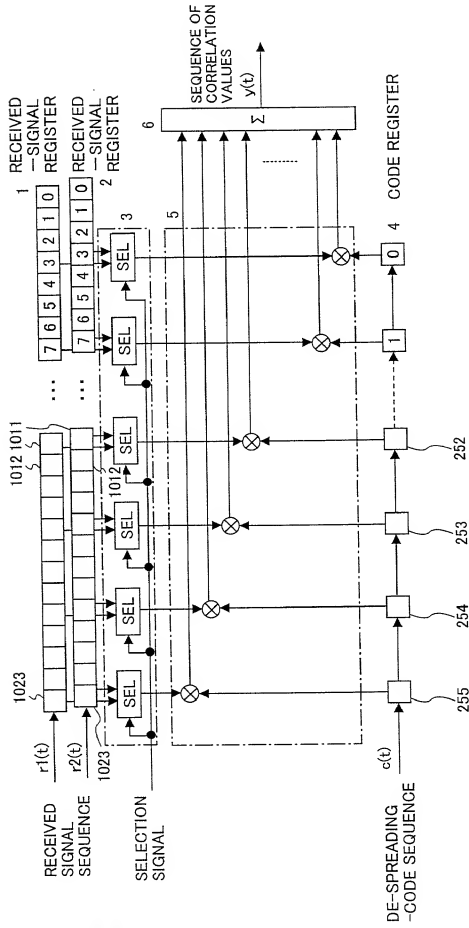 RECEIVED
SIGNAL
SEQUENCE
r1(t)
r2(t)
1023
1023
1012
1011
1012
...
...
1
RECEIVED
—SIGNAL
REGISTER
7 6 5 4 3 2 1 0
RECEIVED
—SIGNAL
REGISTER
2
7 6 5 4 3 2 1 0
SELECTION
SIGNAL
SEL
SEL
SEL
SEL
SEL
SEL
3
5
6
Σ
SEQUENCE OF
CORRELATION
VALUES
y(t)
DE-SPREADING
-CODE SEQUENCE
c(t)
255
254
253
252
1
0
4
CODE REGISTER